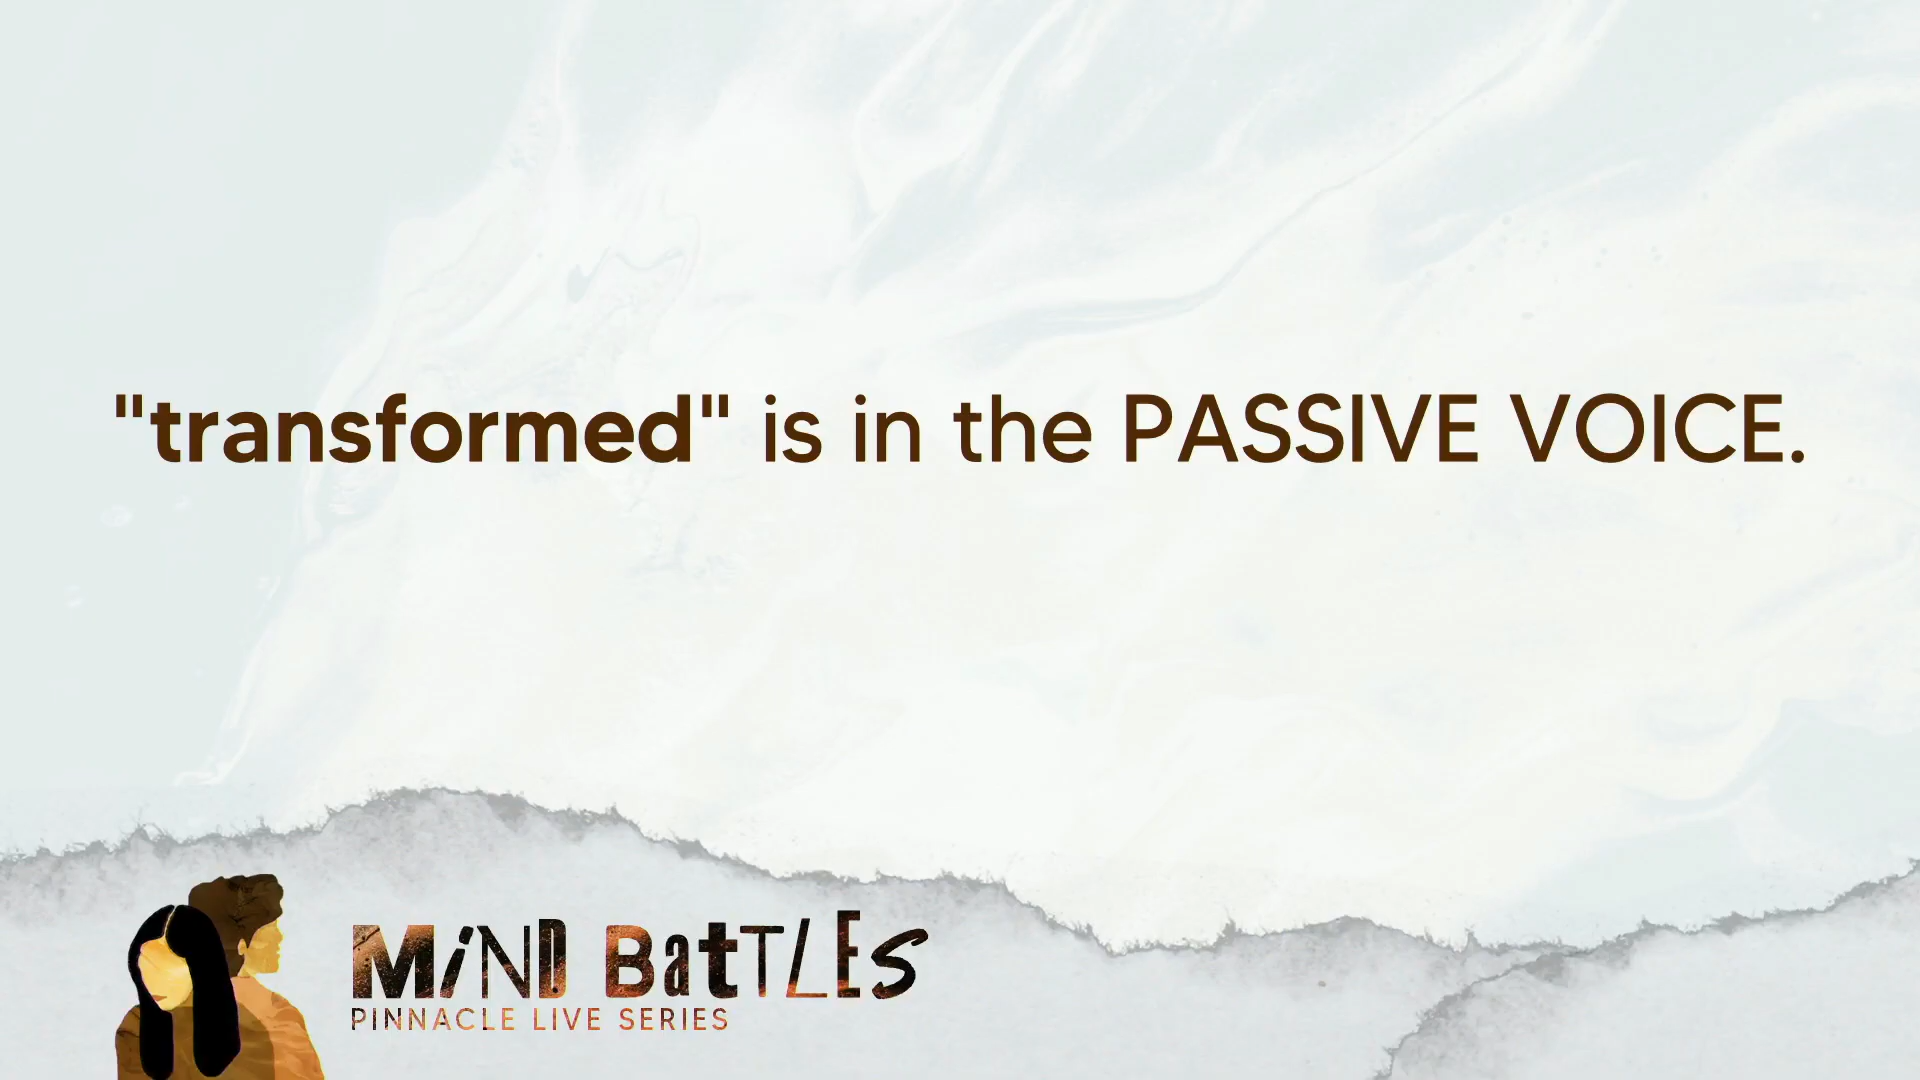 "transformed" is in the PASSIVE VOICE.
MiND BatTLES
PINNACLE LIVE SERIES